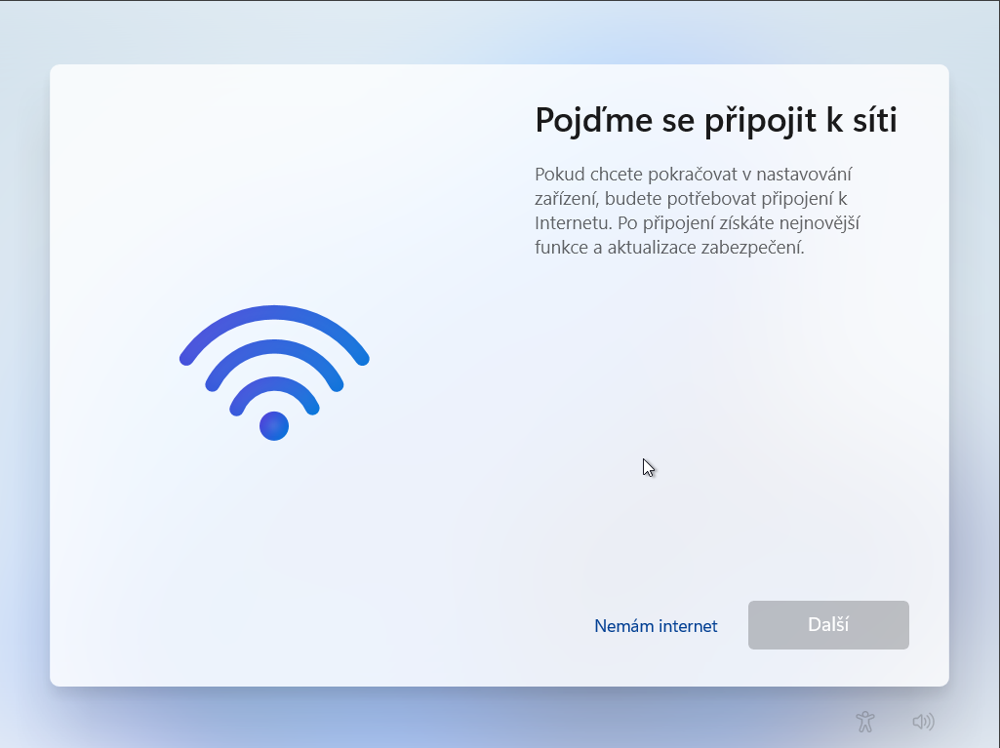 Pojďme se připojit k síti
Pokud chcete pokračovat v nastavování
zařízení, budete potřebovat připojení k
Internetu. Po připojení získáte nejnovější
funkce a aktualizace zabezpečení.
Nemám internet
Další